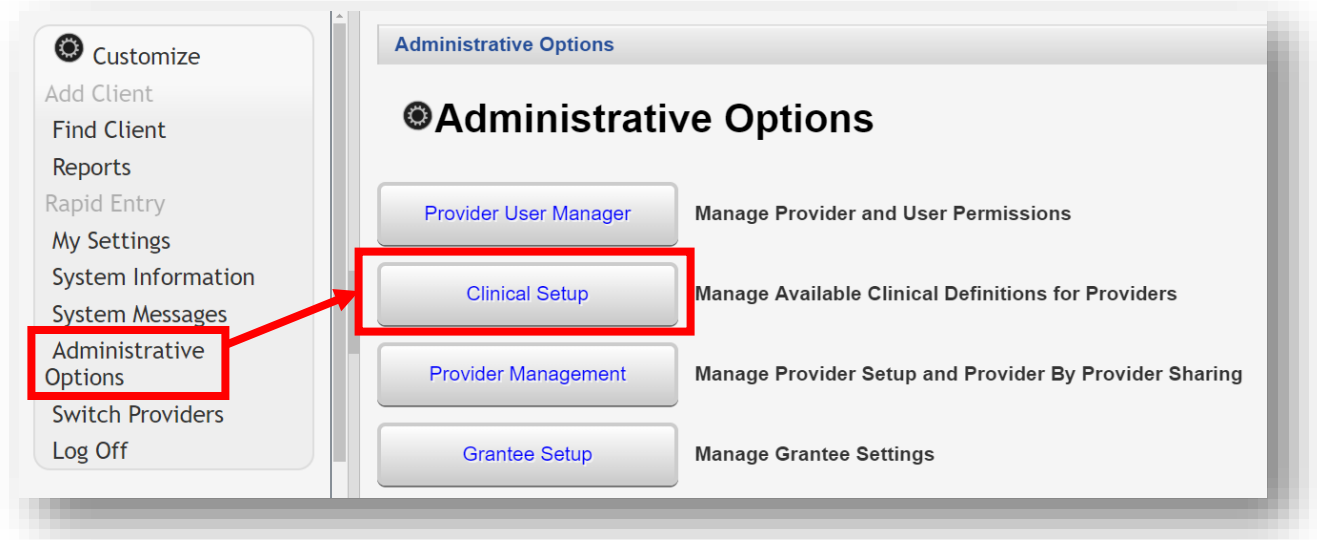 Customize
Add Client
Find Client
Reports
Rapid Entry
My Settings
System Information
System Messages
Administrative
Options
Switch Providers
Log Off
Administrative Options
Administrative Options
Provider User Manager
Manage Provider and User Permissions
Clinical Setup
Manage Available Clinical Definitions for Providers
Provider Management
Manage Provider Setup and Provider By Provider Sharing
Grantee Setup
Manage Grantee Settings